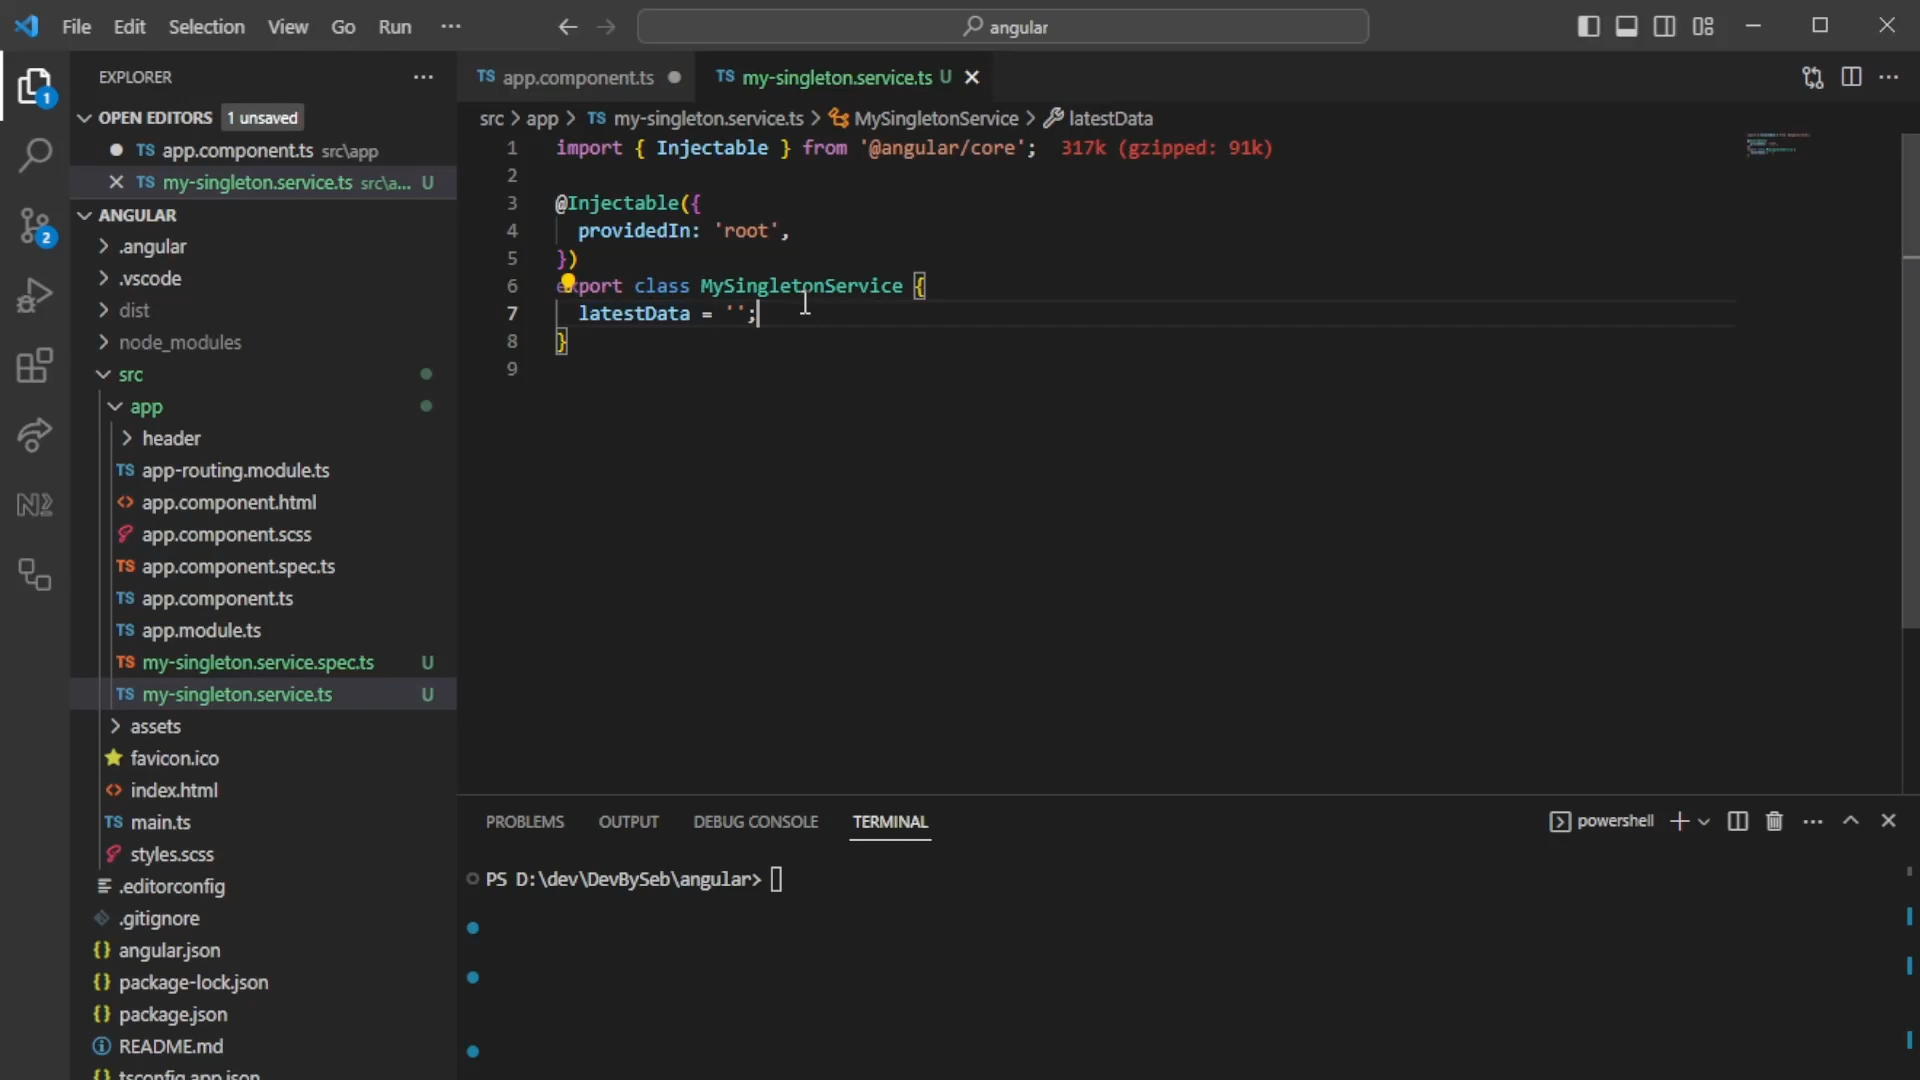 File Edit Selection View Go Run ···
angular
EXPLORER ···
OPEN EDITORS 1 unsaved
TS app.component.ts src\app
TS my-singleton.service.ts src\a... U
ANGULAR
.angular
.vscode
dist
node_modules
src
app
header
TS app-routing.module.ts
<> app.component.html
app.component.scss
TS app.component.spec.ts
TS app.component.ts
TS app.module.ts
TS my-singleton.service.spec.ts U
TS my-singleton.service.ts U
assets
favicon.ico
<> index.html
TS main.ts
styles.scss
.editorconfig
.gitignore
{} angular.json
{} package-lock.json
{} package.json
README.md
{} tsconfig.app.json
1
2
TS app.component.ts
TS my-singleton.service.ts U
src > app > TS my-singleton.service.ts > MySingletonService > latestData
1 import { Injectable } from '@angular/core'; 317k (gzipped: 91k)
2
3 @Injectable({
4 providedIn: 'root',
5 })
6 export class MySingletonService {
7 latestData = '';
8 }
9
PROBLEMS OUTPUT DEBUG CONSOLE TERMINAL
powershell
PS D:\dev\DevBySeb\angular>